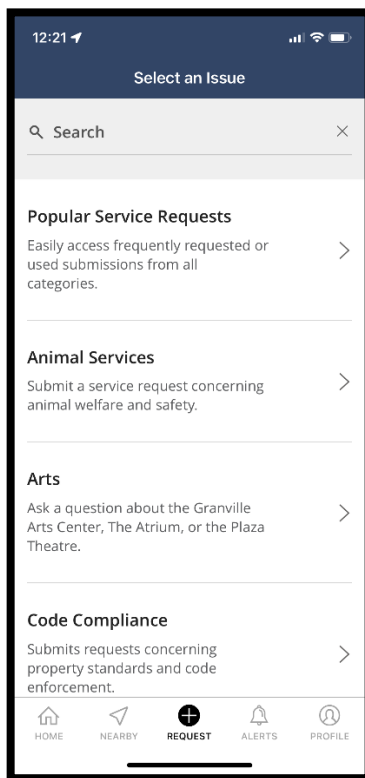 12:21
Select an Issue
Search
Popular Service Requests
Easily access frequently requested or
used submissions from all
categories.
Animal Services
Submit a service request concerning
animal welfare and safety.
Arts
Ask a question about the Granville
Arts Center, The Atrium, or the Plaza
Theatre.
Code Compliance
Submits requests concerning
property standards and code
enforcement.
HOME NEARBY REQUEST ALERTS PROFILE